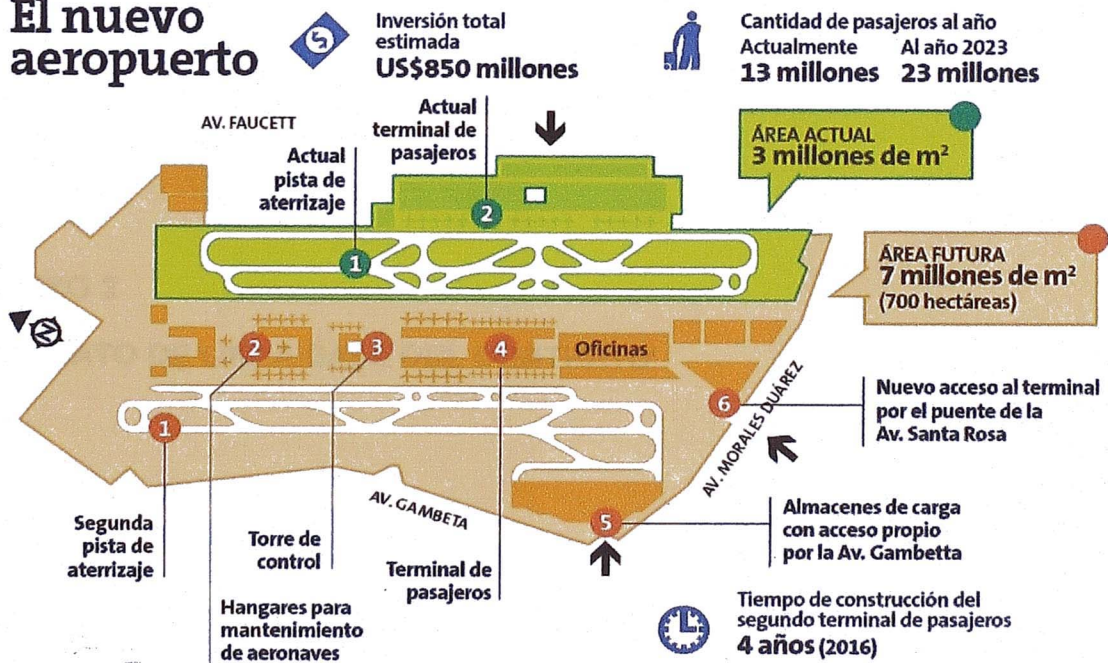 El nuevo
aeropuerto
Inversión total
estimada
US$850 millones
Cantidad de pasajeros al año
Actualmente
13 millones
Al año 2023
23 millones
AV. FAUCETT
Actual
terminal de
pasajeros
Actual
pista de
aterrizaje
ÁREA ACTUAL
3 millones de m²
2
1
ÁREA FUTURA
7 millones de m²
(700 hectáreas)
N
2
3
4
Oficinas
1
6
5
AV. MORALES DUÁREZ
AV. GAMBETA
Nuevo acceso al terminal
por el puente de la
Av. Santa Rosa
Segunda
pista de
aterrizaje
Torre de
control
Hangares para
mantenimiento
de aeronaves
Terminal de
pasajeros
Almacenes de carga
con acceso propio
por la Av. Gambetta
Tiempo de construcción del
segundo terminal de pasajeros
4 años (2016)